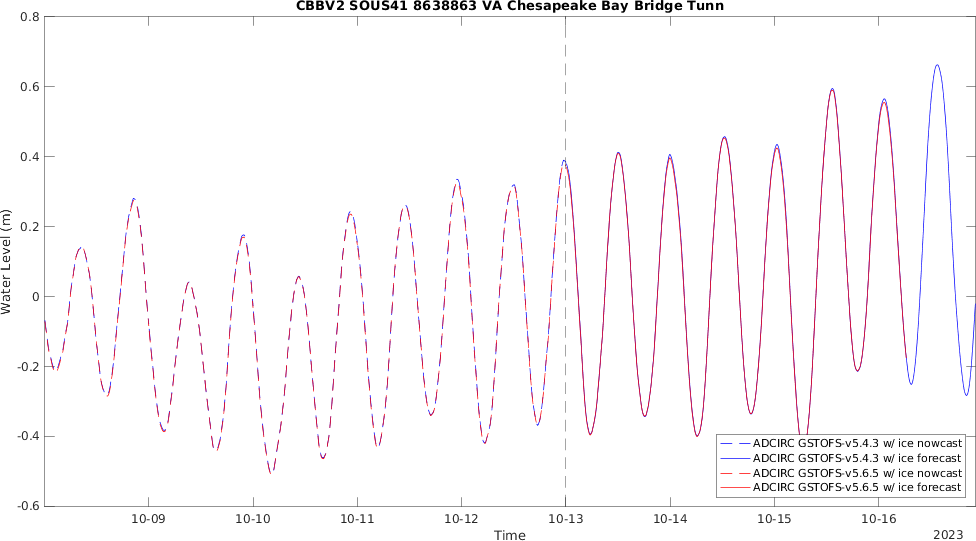 CBBV2 SOUS41 8638863 VA Chesapeake Bay Bridge Tunn
0.8
0.6
0.4
0.2
0
-0.2
-0.4
-0.6
Water Level (m)
ADCIRC GSTOFS-v5.4.3 w/ ice nowcast
ADCIRC GSTOFS-v5.4.3 w/ ice forecast
ADCIRC GSTOFS-v5.6.5 w/ ice nowcast
ADCIRC GSTOFS-v5.6.5 w/ ice forecast
10-09 10-10 10-11 10-12 10-13 10-14 10-15 10-16
Time
2023